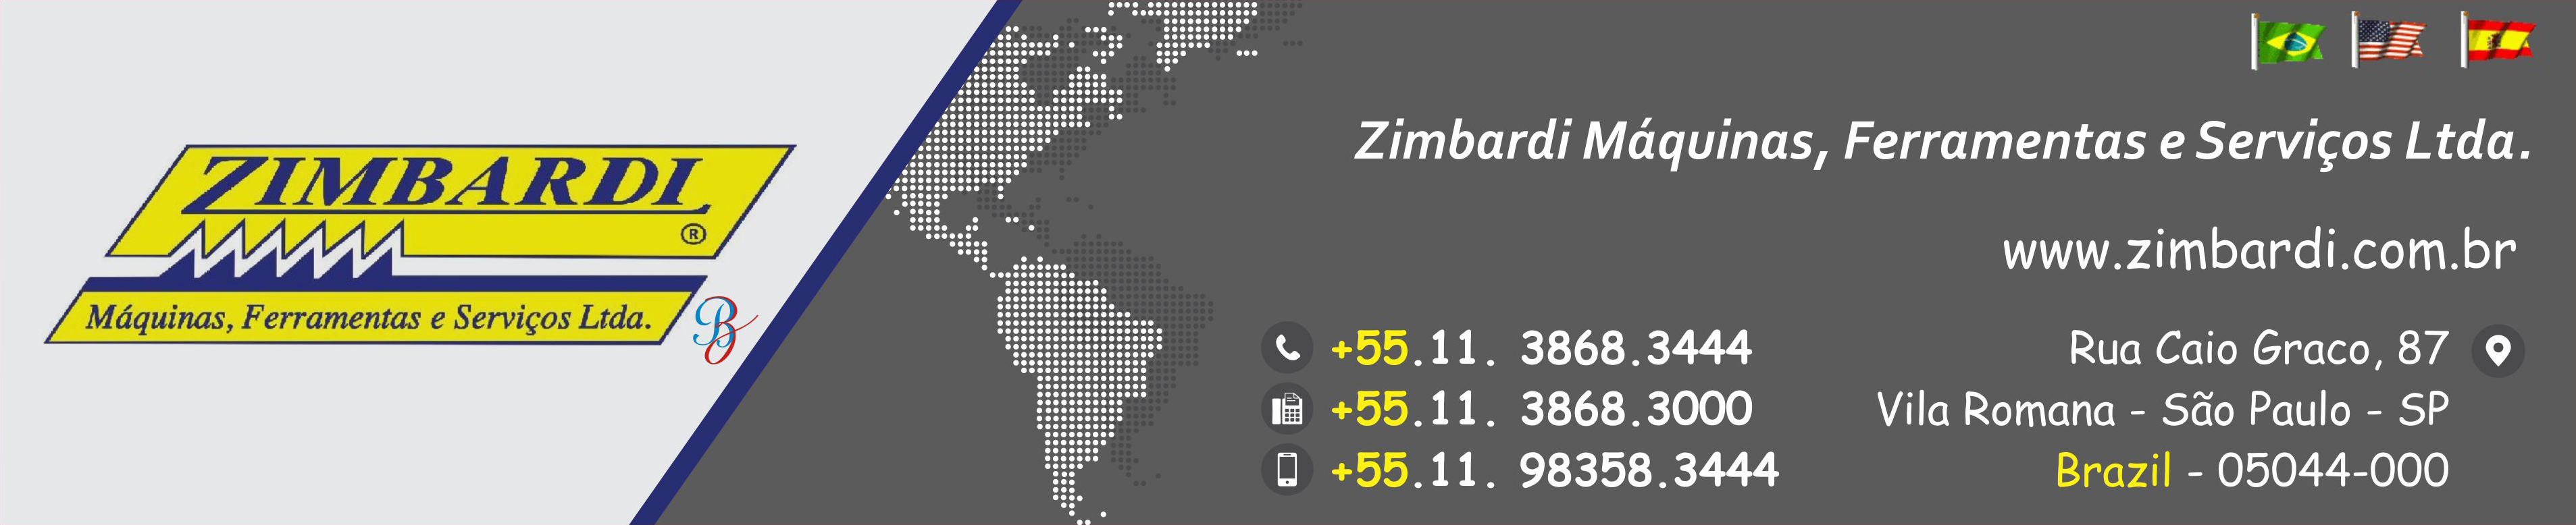 ZIMBARDI
®
Máquinas, Ferramentas e Serviços Ltda.
Zimbardi Máquinas, Ferramentas e Serviços Ltda.
www.zimbardi.com.br
+55.11. 3868.3444
+55.11. 3868.3000
+55.11. 98358.3444
Rua Caio Graco, 87
Vila Romana - São Paulo - SP
Brazil - 05044-000